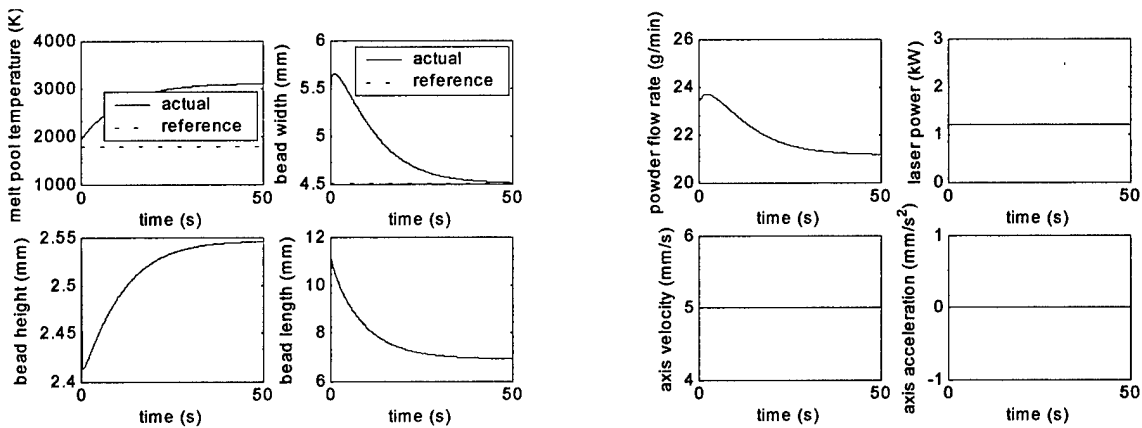 melt pool temperature (K)
4000
3000
2000
1000
0
50
time (s)
actual
reference
bead width (mm)
6
5.5
5
4.5
0
50
time (s)
actual
reference
powder flow rate (g/min)
26
24
22
20
0
50
time (s)
laser power (kW)
3
2
1
0
0
50
time (s)
bead height (mm)
2.55
2.5
2.45
2.4
0
50
time (s)
bead length (mm)
12
10
8
6
0
50
time (s)
axis velocity (mm/s)
6
5
4
0
50
time (s)
axis acceleration (mm/s²)
1
0
-1
0
50
time (s)